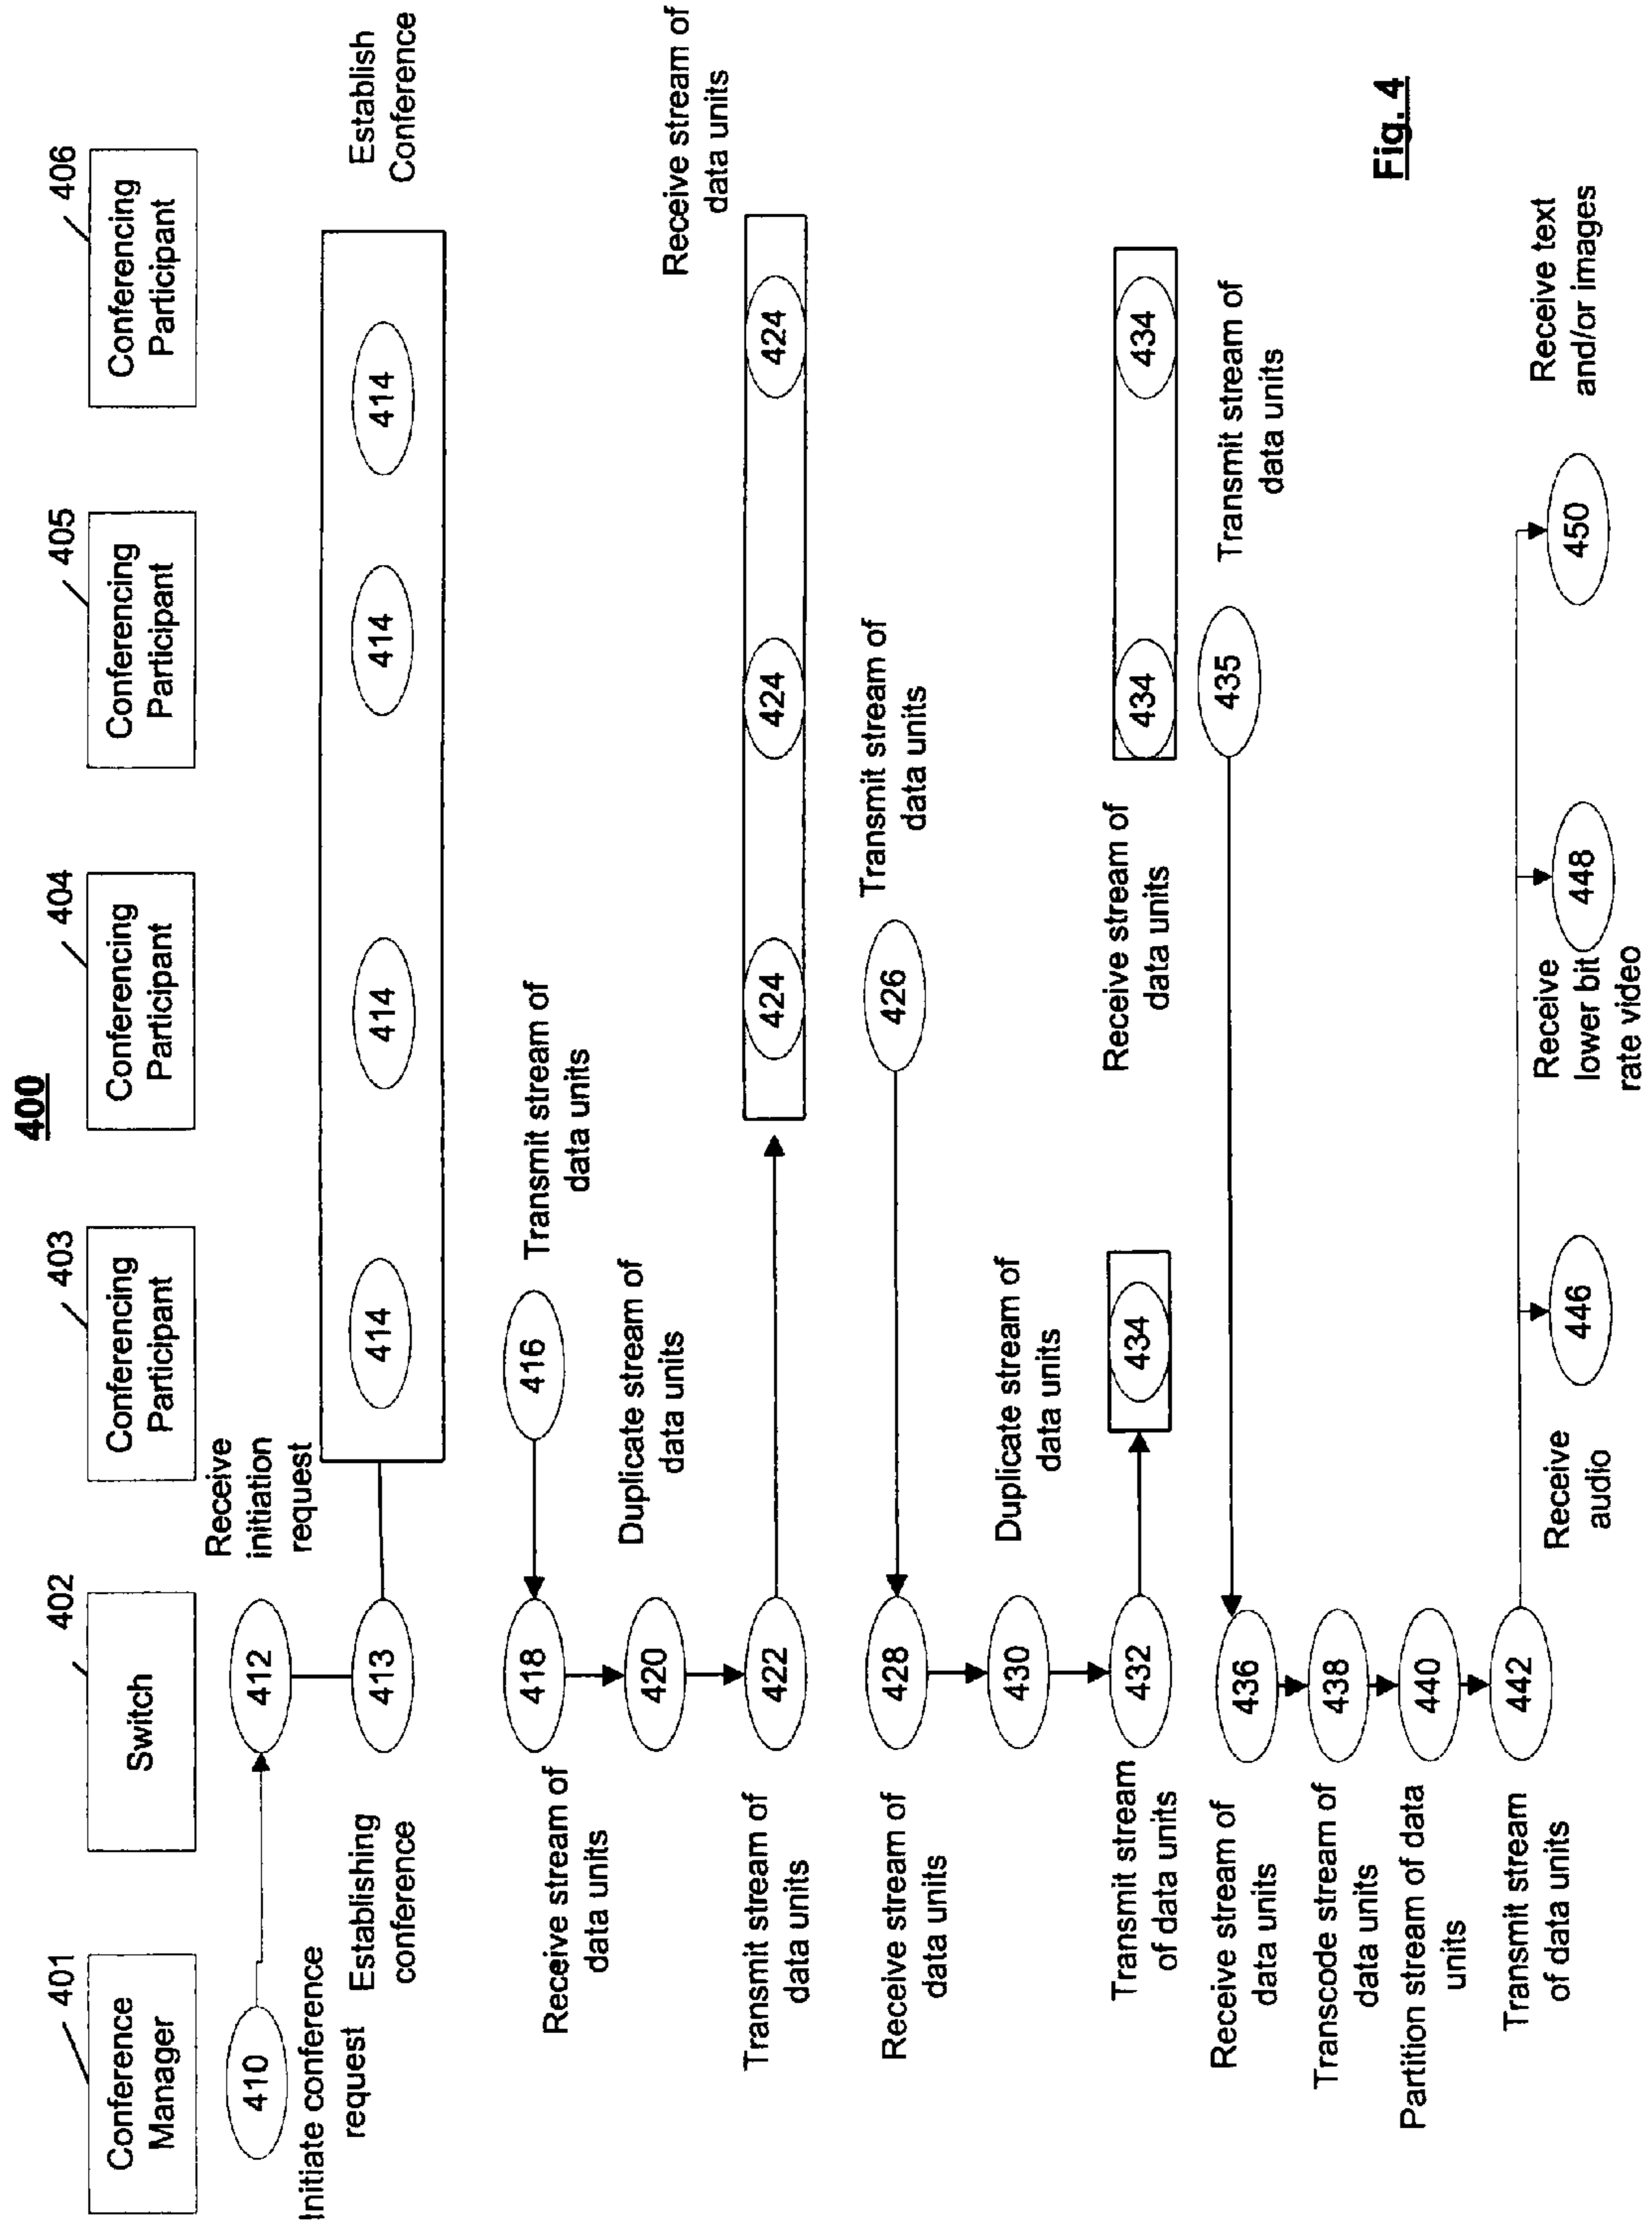 400
401
402
403
404
405
406
Conference
Manager
Switch
Conferencing
Participant
Conferencing
Participant
Conferencing
Participant
Conferencing
Participant
410
412
Receive
initiation
request
Initiate conference
request
Establishing
conference
413
414
414
414
414
Establish
Conference
416
Transmit stream of
data units
418
Receive stream of
data units
420
Duplicate stream of
data units
Transmit stream of
data units
422
424
424
424
Receive stream of
data units
426
Transmit stream of
data units
Receive stream of
data units
428
430
Duplicate stream of
data units
Transmit stream
of data units
432
434
Receive stream of
data units
434
434
435
Transmit stream of
data units
Receive stream of
data units
436
Transcode stream of
data units
438
Partition stream of data
units
440
Transmit stream
of data units
442
Receive
audio
446
Receive
lower bit
rate video
448
450
Receive text
and/or images
Fig. 4